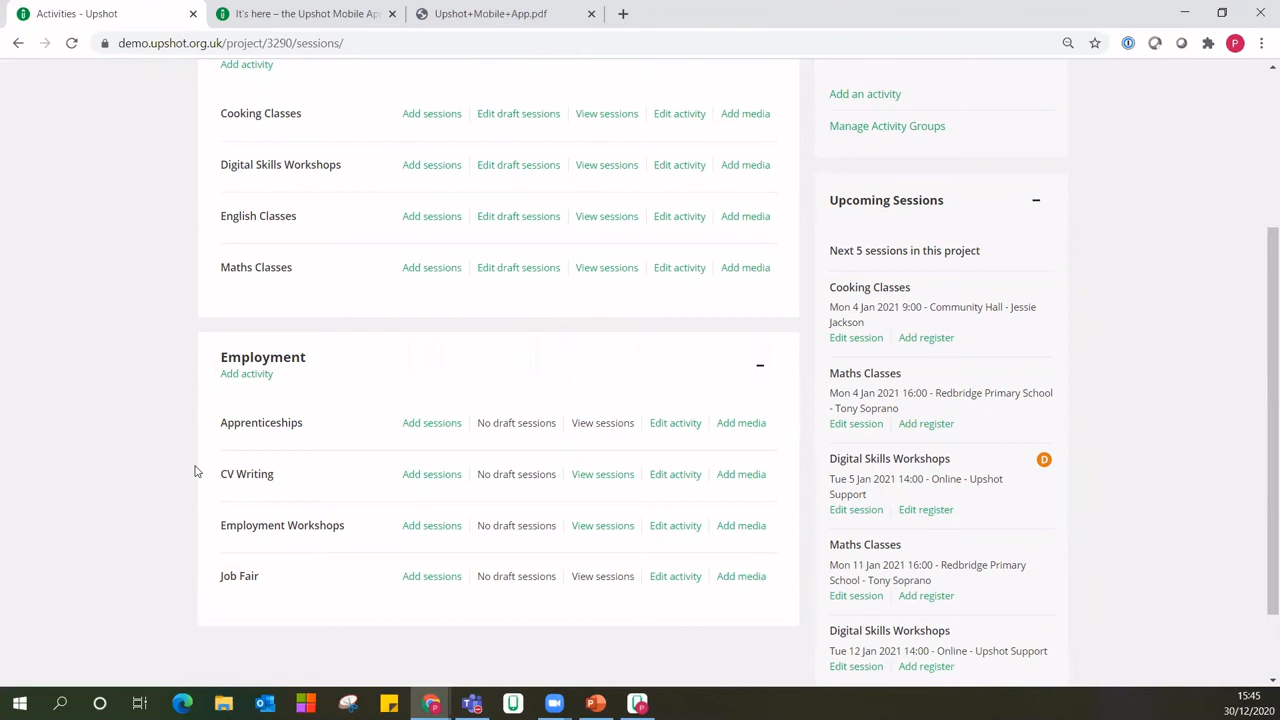 Activities - Upshot
It's here – the Upshot Mobile Ap
Upshot+Mobile+App.pdf
demo.upshot.org.uk/project/3290/sessions/
P
Add activity
Cooking Classes Add sessions Edit draft sessions View sessions Edit activity Add media
Digital Skills Workshops Add sessions Edit draft sessions View sessions Edit activity Add media
English Classes Add sessions Edit draft sessions View sessions Edit activity Add media
Maths Classes Add sessions Edit draft sessions View sessions Edit activity Add media
Employment
Add activity
Apprenticeships Add sessions No draft sessions View sessions Edit activity Add media
CV Writing Add sessions No draft sessions View sessions Edit activity Add media
Employment Workshops Add sessions No draft sessions View sessions Edit activity Add media
Job Fair Add sessions No draft sessions View sessions Edit activity Add media
Add an activity
Manage Activity Groups
Upcoming Sessions
Next 5 sessions in this project
Cooking Classes
Mon 4 Jan 2021 9:00 - Community Hall - Jessie
Jackson
Edit session Add register
Maths Classes
Mon 4 Jan 2021 16:00 - Redbridge Primary School
- Tony Soprano
Edit session Add register
Digital Skills Workshops D
Tue 5 Jan 2021 14:00 - Online - Upshot
Support
Edit session Edit register
Maths Classes
Mon 11 Jan 2021 16:00 - Redbridge Primary
School - Tony Soprano
Edit session Add register
Digital Skills Workshops
Tue 12 Jan 2021 14:00 - Online - Upshot Support
Edit session Add register
15:45
30/12/2020